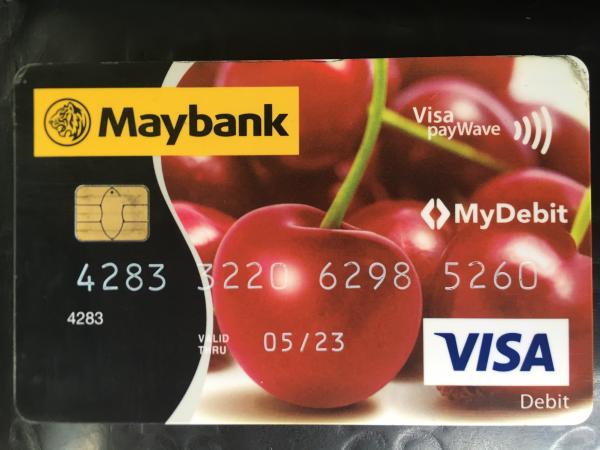 Maybank
Visa
payWave
MyDebit
4283 3220 6298 5260
4283
VALID
THRU
05/23
VISA
Debit